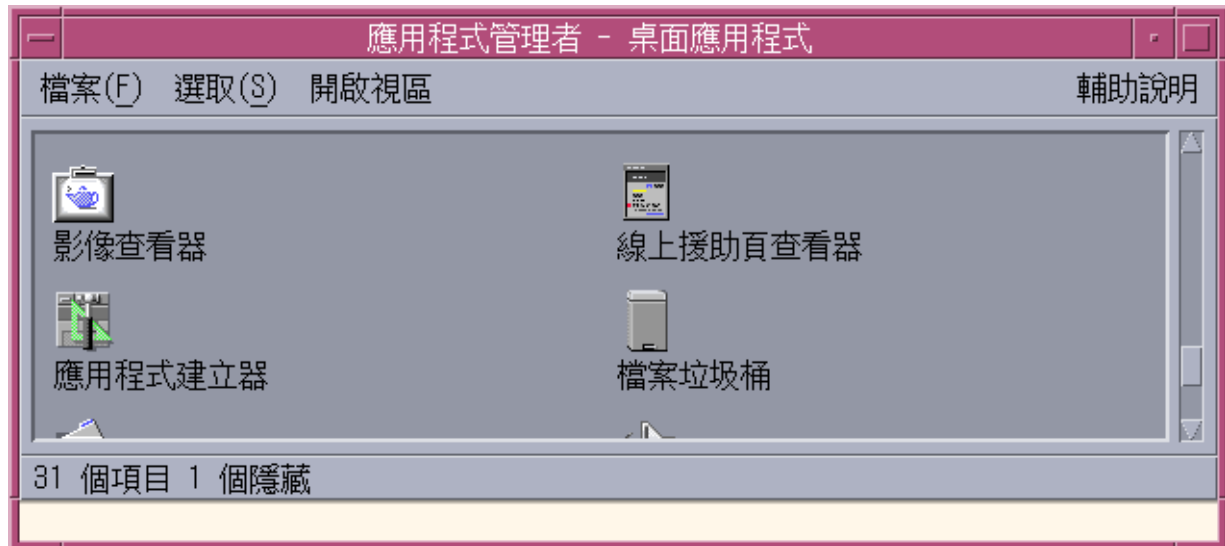 應用程式管理者 - 桌面應用程式
檔案(F) 選取(S) 開啟視區 輔助說明
影像查看器 線上援助頁查看器
應用程式建立器 檔案垃圾桶
31 個項目 1 個隱藏